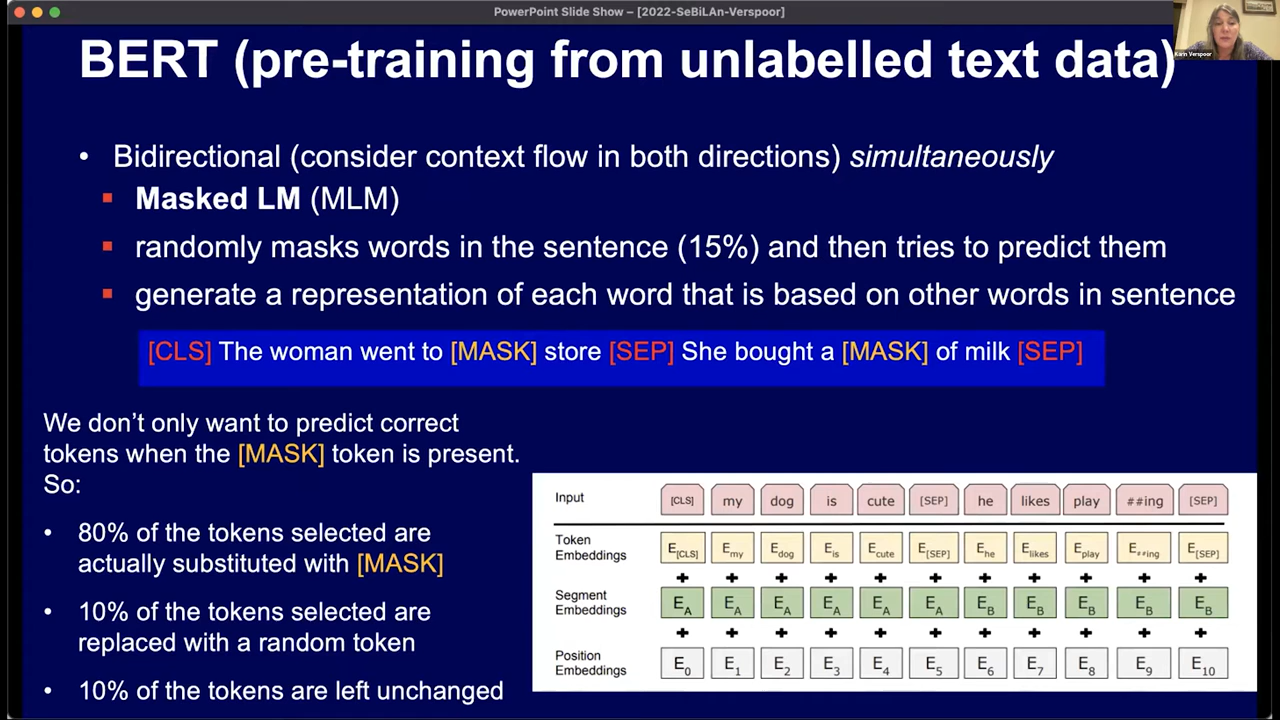 PowerPoint Slide Show – [2022-SeBiLAn-Verspoor]
Karin Verspoor
BERT (pre-training from unlabelled text data)
• Bidirectional (consider context flow in both directions) simultaneously
▪ Masked LM (MLM)
▪ randomly masks words in the sentence (15%) and then tries to predict them
▪ generate a representation of each word that is based on other words in sentence
[CLS] The woman went to [MASK] store [SEP] She bought a [MASK] of milk [SEP]
We don’t only want to predict correct
tokens when the [MASK] token is present.
So:
• 80% of the tokens selected are
actually substituted with [MASK]
• 10% of the tokens selected are
replaced with a random token
• 10% of the tokens are left unchanged
Input [CLS] my dog is cute [SEP] he likes play ##ing [SEP]
Token
Embeddings E[CLS] Emy Edog Eis Ecute E[SEP] Ehe Elikes Eplay E##ing E[SEP]
+ + + + + + + + + + +
Segment
Embeddings EA EA EA EA EA EA EB EB EB EB EB
+ + + + + + + + + + +
Position
Embeddings E0 E1 E2 E3 E4 E5 E6 E7 E8 E9 E10